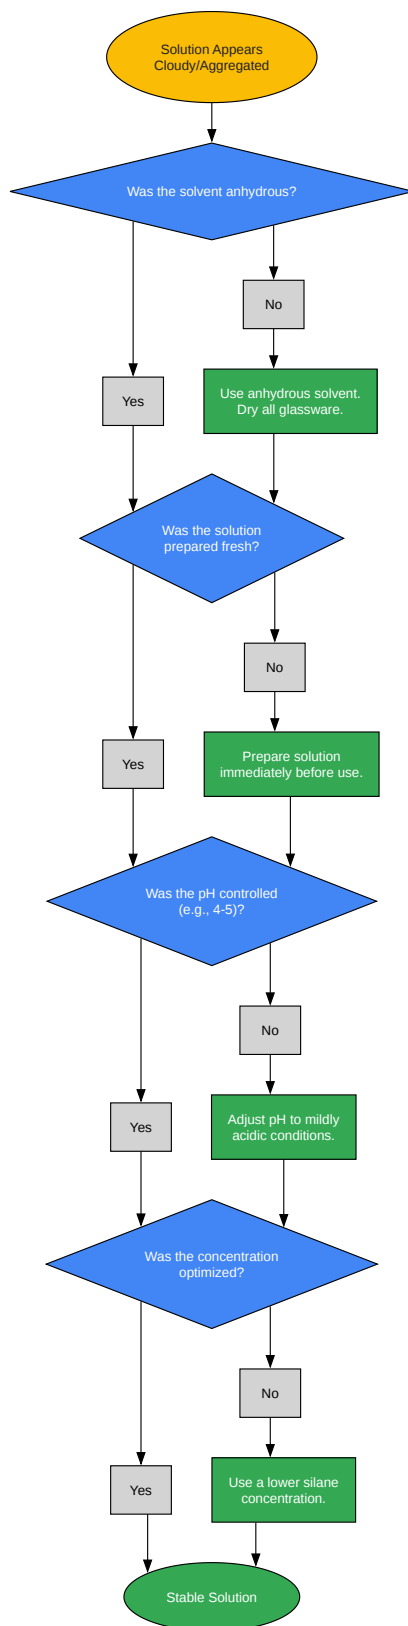 Solution Appears
Cloudy/Aggregated
Was the solvent anhydrous?
No
Yes
Use anhydrous solvent.
Dry all glassware.
Was the solution
prepared fresh?
No
Yes
Prepare solution
immediately before use.
Was the pH controlled
(e.g., 4-5)?
No
Yes
Adjust pH to mildly
acidic conditions.
Was the concentration
optimized?
No
Yes
Use a lower silane
concentration.
Stable Solution